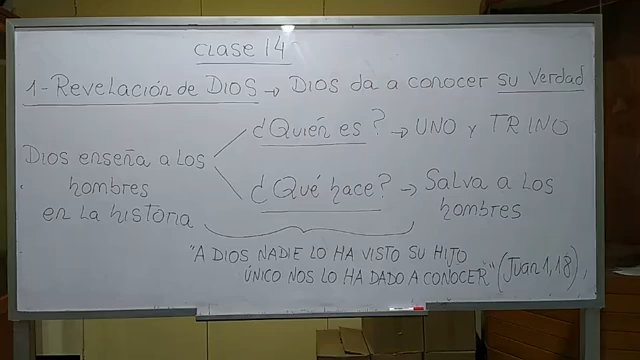 CLASE 14
1-Revelación de DIOS → DIOS da a conocer su verdad
¿Quién es? → UNO y TRINO
DIOS enseña a los
hombres
en la historia
¿Qué hace? → Salva a los
hombres
"A DIOS NADIE LO HA VISTO SU HIJO
ÚNICO NOS LO HA DADO A CONOCER" (Juan 1,18),